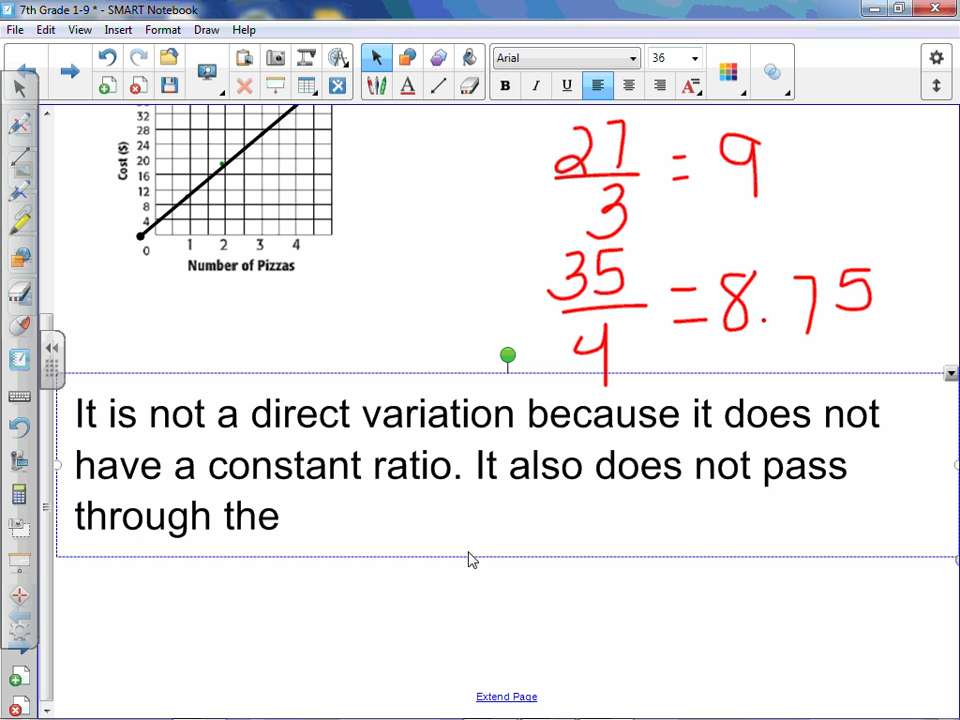 7th Grade 1-9 * - SMART Notebook
File Edit View Insert Format Draw Help
Arial 36
B I U A
32
28
24
20
16
12
8
4
0 1 2 3 4
Cost ($)
Number of Pizzas
27/3 = 9
35/4 = 8.75
It is not a direct variation because it does not
have a constant ratio. It also does not pass
through the
Extend Page